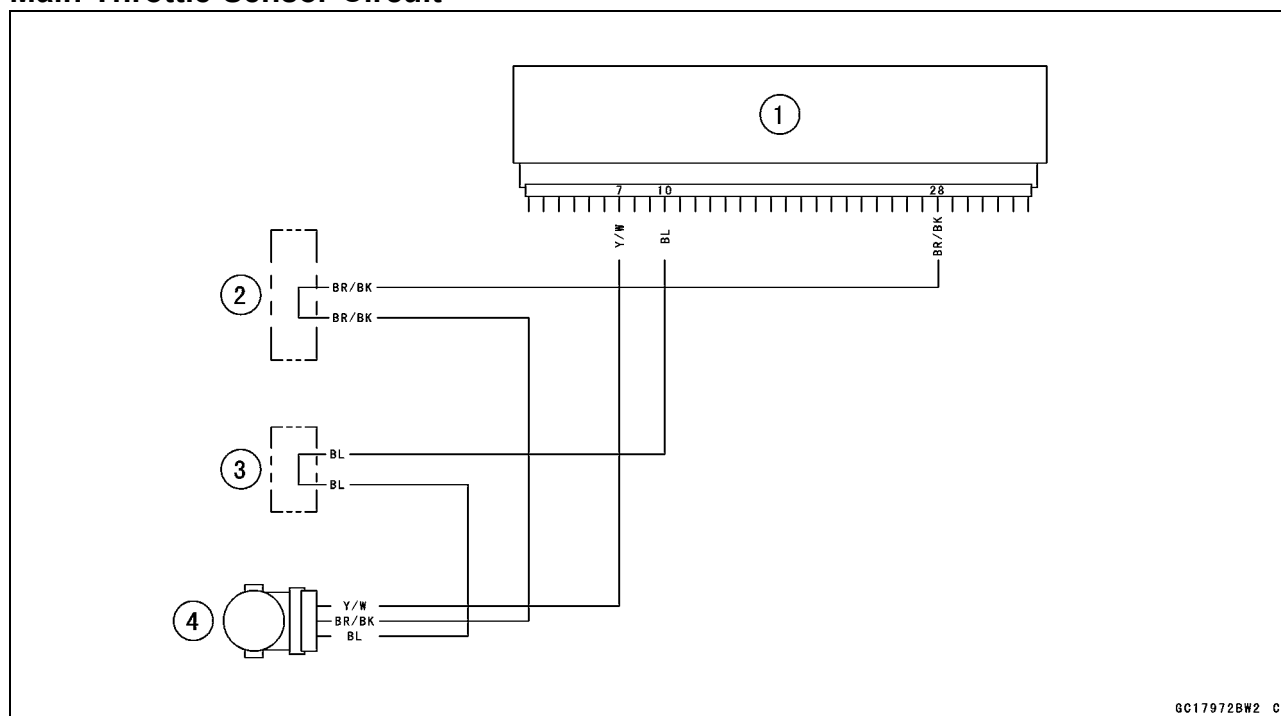 Main Throttle Sensor Circuit
1
7 10 28
Y/W BL BR/BK
2
BR/BK
BR/BK
3
BL
BL
4
Y/W
BR/BK
BL
GC17972BW2 C